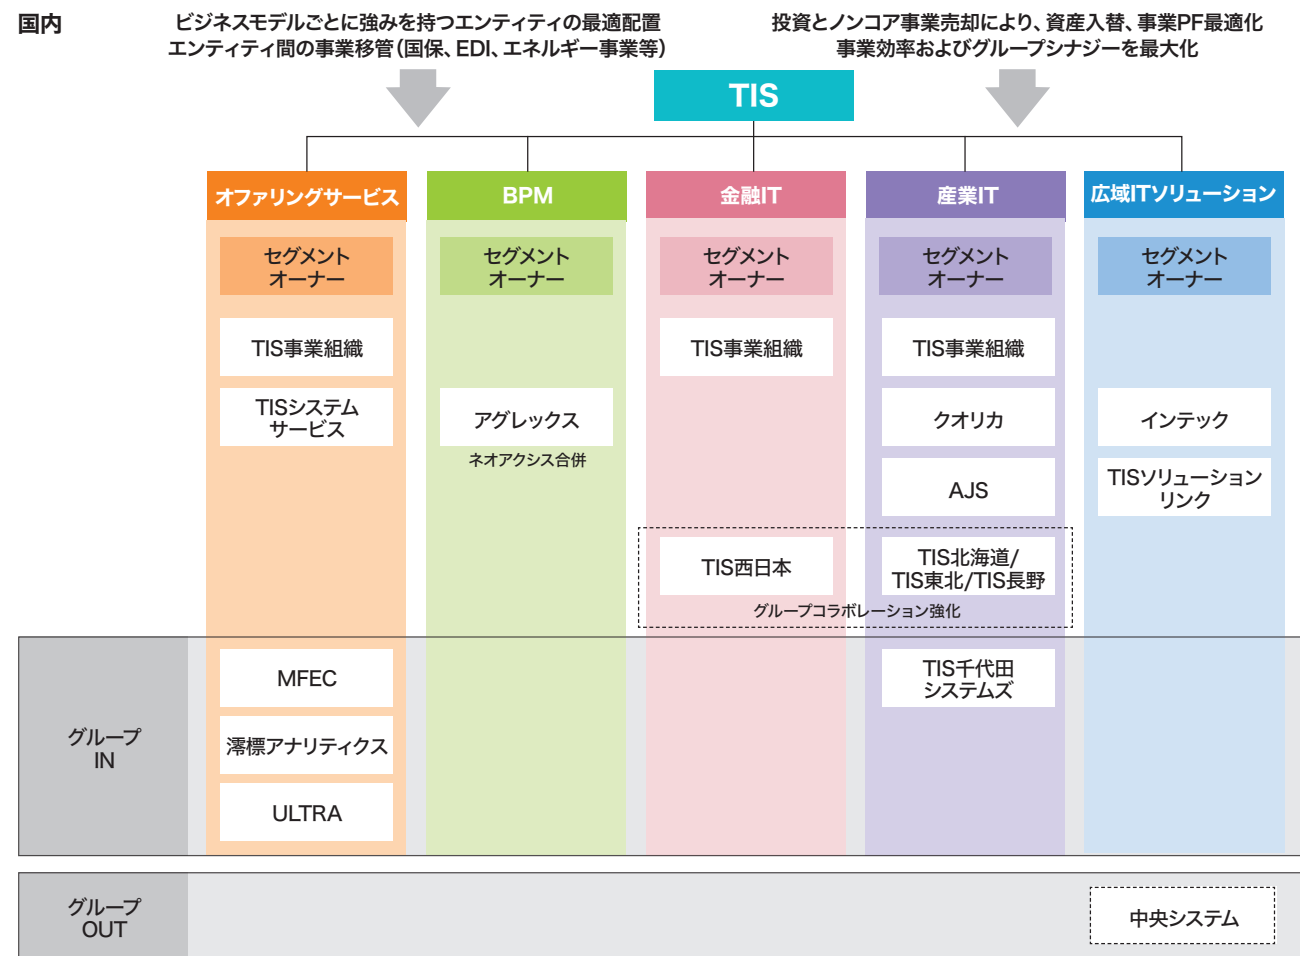 国内
ビジネスモデルごとに強みを持つエンティティの最適配置
エンティティ間の事業移管(国保、EDI、エネルギー事業等)
投資とノンコア事業売却により、資産入替、事業PF最適化
事業効率およびグループシナジーを最大化
TIS
オファリングサービス
BPM
金融IT
産業IT
広域ITソリューション
セグメント
オーナー
セグメント
オーナー
セグメント
オーナー
セグメント
オーナー
セグメント
オーナー
TIS事業組織
TIS事業組織
TIS事業組織
TISシステム
サービス
アグレックス
ネオアクシス合併
クオリカ
インテック
AJS
TISソリューション
リンク
TIS西日本
TIS北海道/
TIS東北/TIS長野
グループコラボレーション強化
グループ
IN
MFEC
TIS千代田
システムズ
澪標アナリティクス
ULTRA
グループ
OUT
中央システム